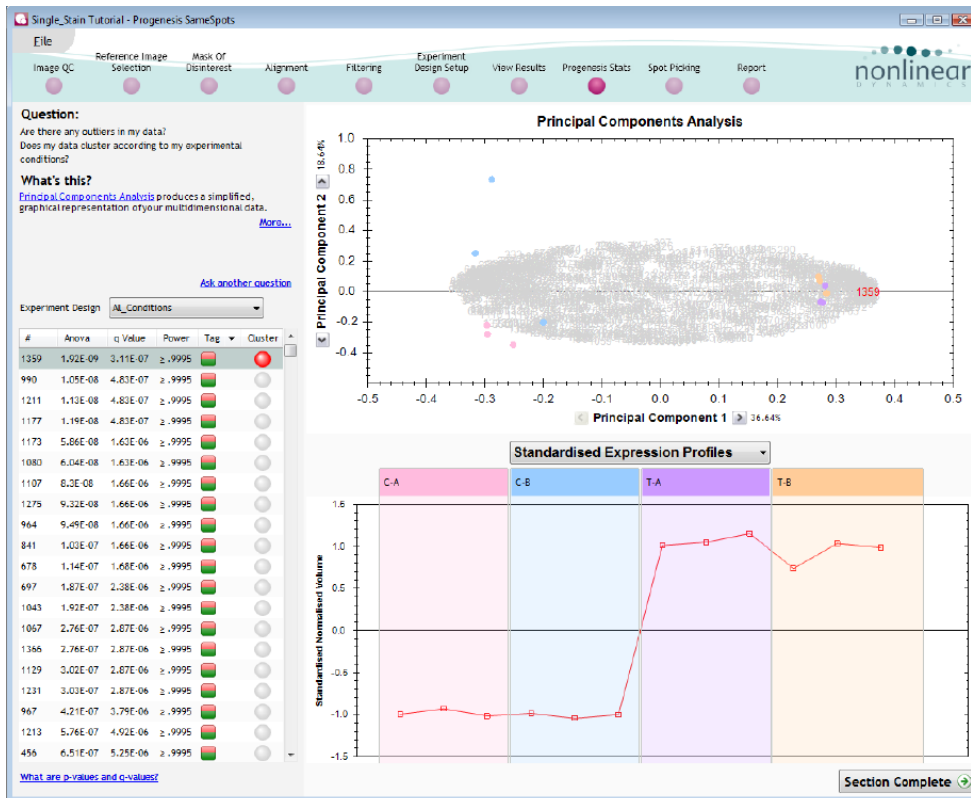 Single_Stain Tutorial - Progenesis SameSpots
File
Image QC
Reference Image
Selection
Mask Of
Disinterest
Alignment
Filtering
Experiment
Design Setup
View Results
Progenesis Stats
Spot Picking
Report
nonlinear
DYNAMICS
Question:
Are there any outliers in my data?
Does my data cluster according to my experimental
conditions?
What's this?
Principal Components Analysis produces a simplified,
graphical representation of your multidimensional data.
More...
Ask another question
Experiment Design AL_Conditions
# Anova q Value Power Tag Cluster
1359 1.92E-09 3.11E-07 ≥ .9995
990 1.05E-08 4.83E-07 ≥ .9995
1211 1.13E-08 4.83E-07 ≥ .9995
1177 1.19E-08 4.83E-07 ≥ .9995
1173 5.86E-08 1.63E-06 ≥ .9995
1080 6.04E-08 1.63E-06 ≥ .9995
1107 8.3E-08 1.66E-06 ≥ .9995
1275 9.32E-08 1.66E-06 ≥ .9995
964 9.49E-08 1.66E-06 ≥ .9995
841 1.03E-07 1.66E-06 ≥ .9995
678 1.14E-07 1.68E-06 ≥ .9995
697 1.87E-07 2.38E-06 ≥ .9995
1043 1.92E-07 2.38E-06 ≥ .9995
1067 2.76E-07 2.87E-06 ≥ .9995
1366 2.76E-07 2.87E-06 ≥ .9995
1129 3.02E-07 2.87E-06 ≥ .9995
1231 3.03E-07 2.87E-06 ≥ .9995
967 4.21E-07 3.79E-06 ≥ .9995
1213 5.76E-07 4.92E-06 ≥ .9995
456 6.51E-07 5.25E-06 ≥ .9995
What are p-values and q-values?
Principal Components Analysis
Principal Component 2 18.64%
1.0
0.8
0.6
0.4
0.2
0.0
-0.2
-0.4
1359
-0.5 -0.4 -0.3 -0.2 -0.1 0.0 0.1 0.2 0.3 0.4 0.5
Principal Component 1 36.64%
Standardised Expression Profiles
C-A C-B T-A T-B
Standardised Normalised Volume
1.5
1.0
0.5
0.0
-0.5
-1.0
-1.5
Section Complete